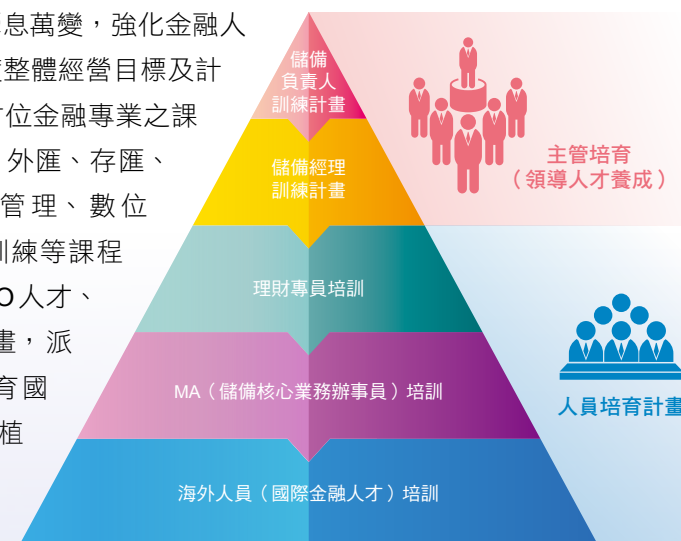 息萬變，強化金融人
整體經營目標及計
位金融專業之課
外匯、存匯、
管理、數位
訓練等課程
O人才、
畫，派
育國
植
儲備
負責人
訓練計畫
儲備經理
訓練計畫
理財專員培訓
MA（儲備核心業務辦事員）培訓
海外人員（國際金融人才）培訓
主管培育
（領導人才養成）
人員培育計畫